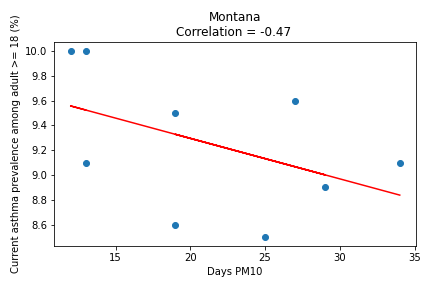 Montana
Correlation = -0.47
Current asthma prevalence among adult >= 18 (%)
10.0
9.8
9.6
9.4
9.2
9.0
8.8
8.6
15 20 25 30 35
Days PM10